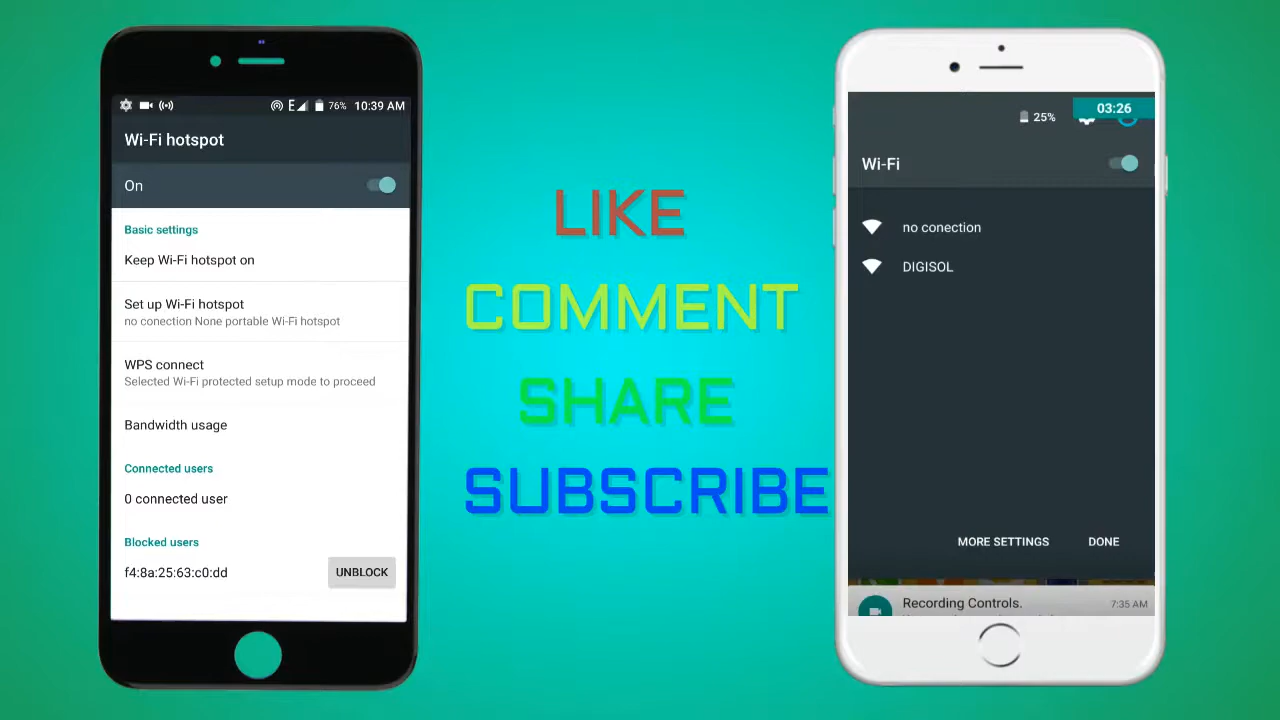 E 76% 10:39 AM
Wi-Fi hotspot
On
Basic settings
Keep Wi-Fi hotspot on
Set up Wi-Fi hotspot
no conection None portable Wi-Fi hotspot
WPS connect
Selected Wi-Fi protected setup mode to proceed
Bandwidth usage
Connected users
0 connected user
Blocked users
f4:8a:25:63:c0:dd UNBLOCK
LIKE
COMMENT
SHARE
SUBSCRIBE
03:26
25%
Wi-Fi
no conection
DIGISOL
MORE SETTINGS DONE
Recording Controls. 7:35 AM